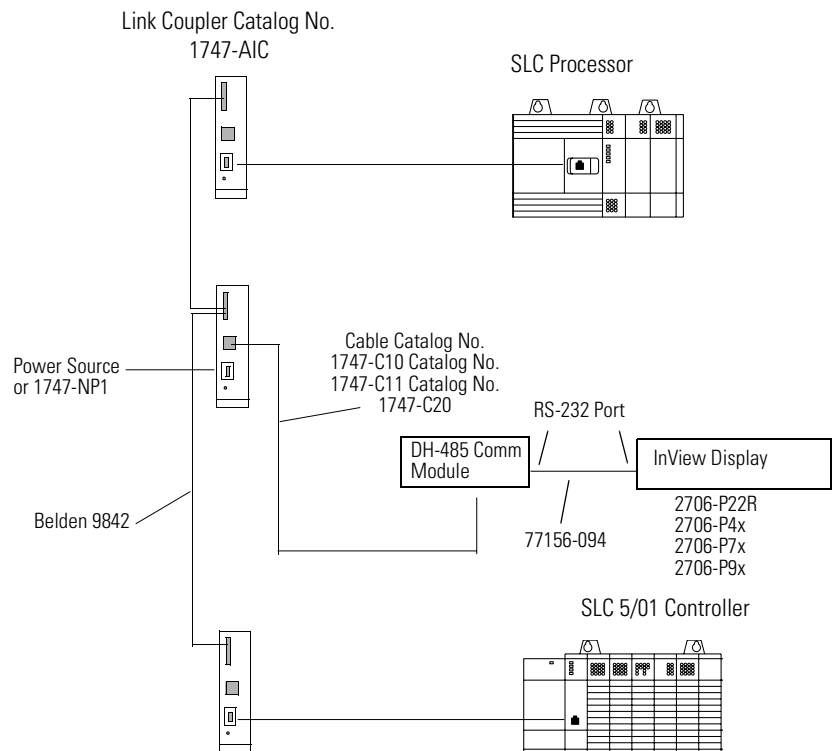 Link Coupler Catalog No.
1747-AIC
SLC Processor
Power Source
or 1747-NP1
Cable Catalog No.
1747-C10 Catalog No.
1747-C11 Catalog No.
1747-C20
RS-232 Port
DH-485 Comm
Module
InView Display
77156-094
2706-P22R
2706-P4x
2706-P7x
2706-P9x
Belden 9842
SLC 5/01 Controller